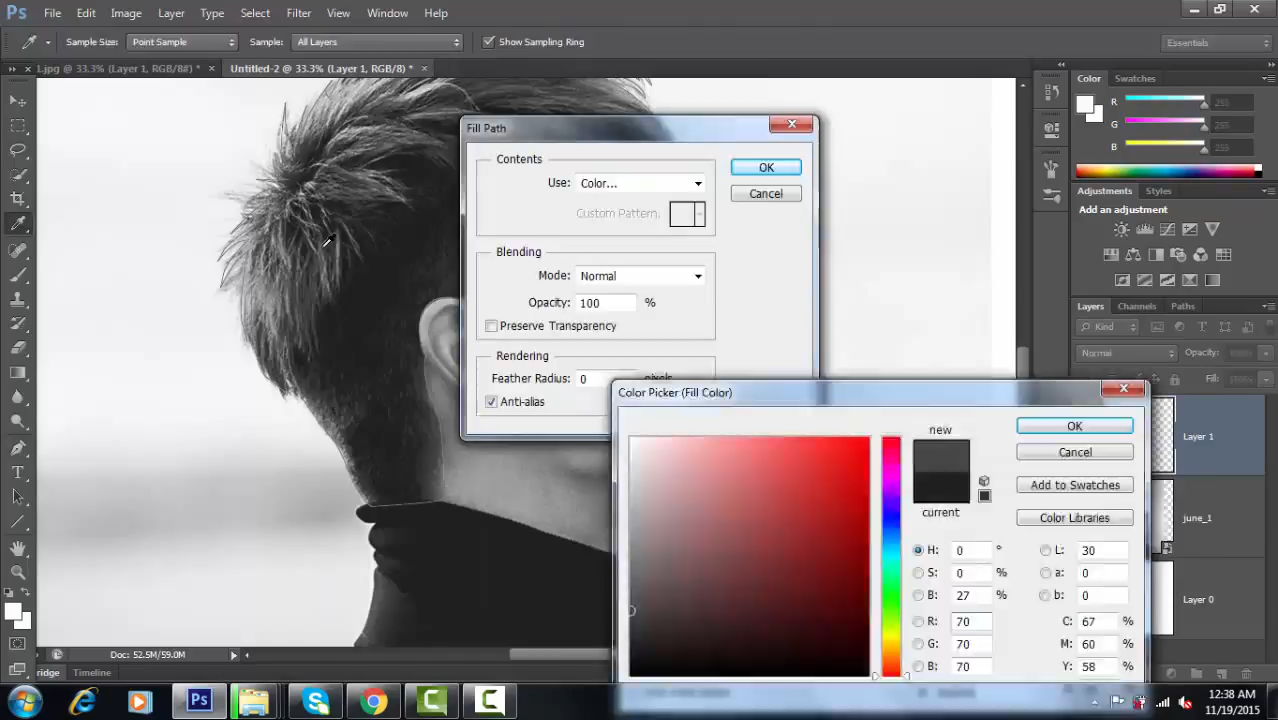 Ps File Edit Image Layer Type Select Filter View Window Help
Sample Size: Point Sample Sample: All Layers Show Sampling Ring Essentials
1.jpg @ 33.3% (Layer 1, RGB/8#) * × Untitled-2 @ 33.3% (Layer 1, RGB/8) * ×
Color Swatches
R 255
G 255
B 255
Adjustments Styles
Layers Channels Paths
Kind
Normal Opacity:
Fill:
Layer 1
june_1
Layer 0
Fill Path
Contents
Use: Color...
Custom Pattern:
OK
Cancel
Blending
Mode: Normal
Opacity: 100 %
Preserve Transparency
Rendering
Feather Radius: 0 pixels
Anti-alias
Color Picker (Fill Color)
new
current
OK
Cancel
Add to Swatches
Color Libraries
H: 0 °
S: 0 %
B: 27 %
R: 70
G: 70
B: 70
L: 30
a: 0
b: 0
C: 67 %
M: 60 %
Y: 58 %
33.3% Doc: 52.5M/59.0M
ridge Timeline
12:38 AM
11/19/2015